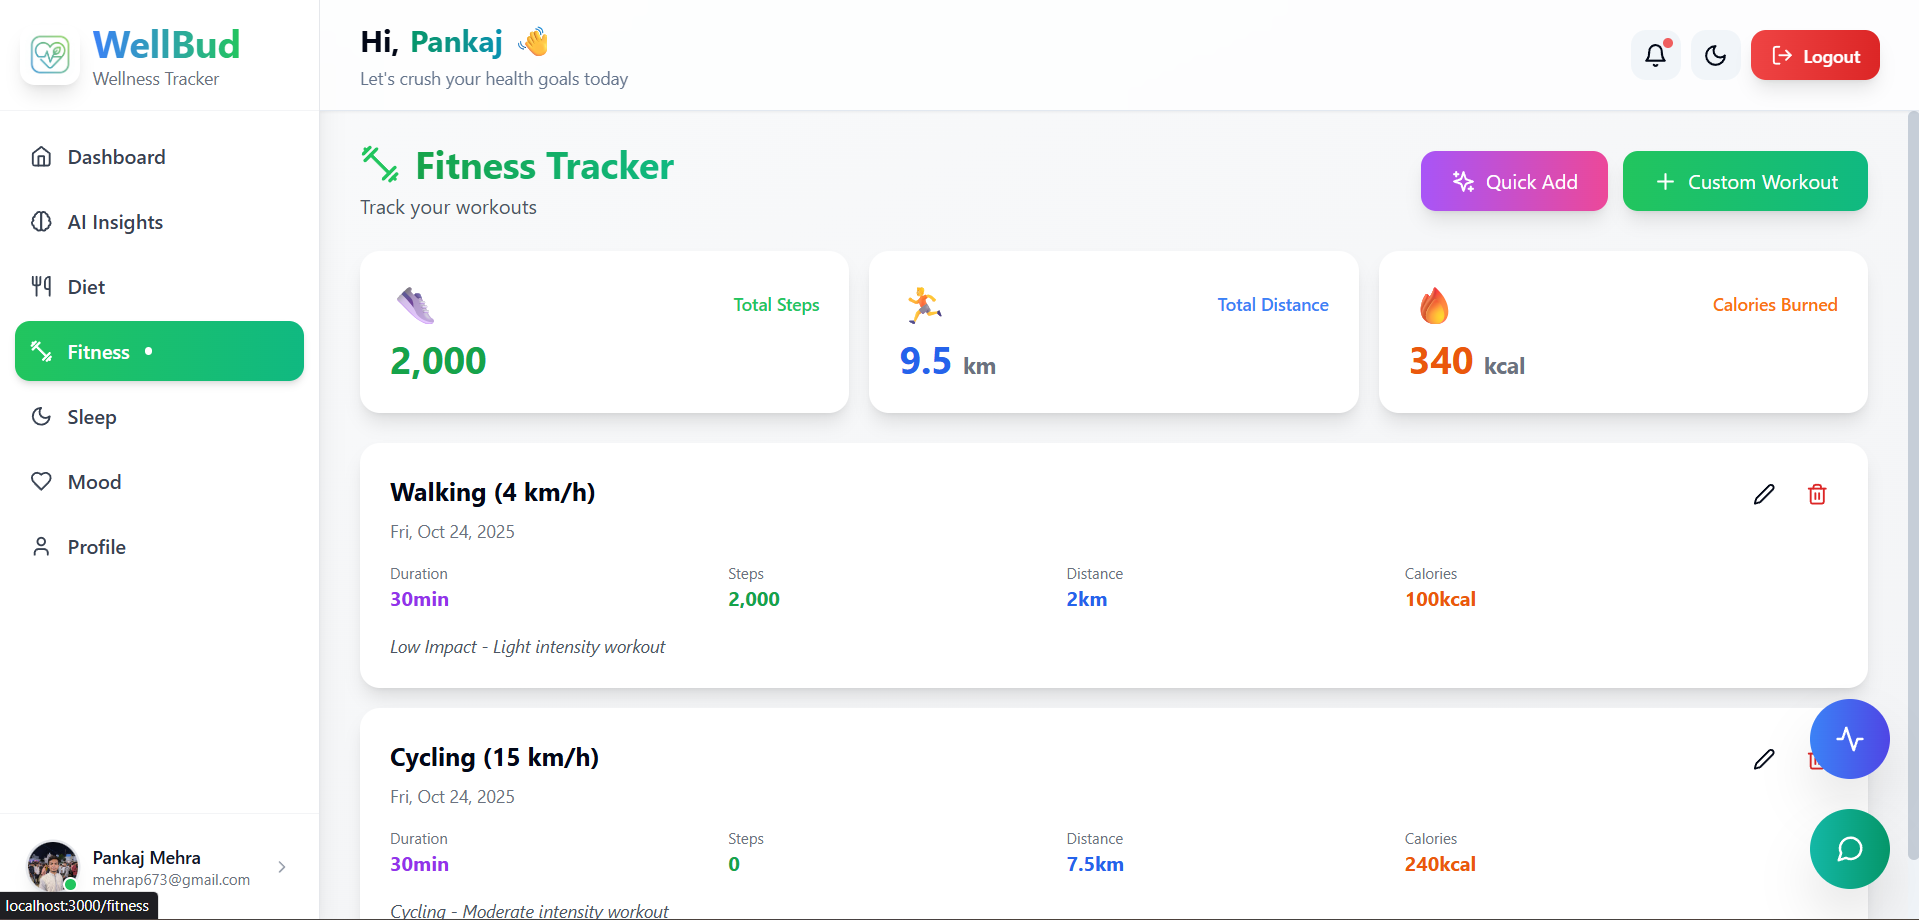 WellBud
Wellness Tracker
Dashboard
AI Insights
Diet
Fitness
Sleep
Mood
Profile
Pankaj Mehra
mehrap673@gmail.com
localhost:3000/fitness
Hi, Pankaj 👋
Let's crush your health goals today
Logout
Fitness Tracker
Track your workouts
Quick Add
Custom Workout
Total Steps
2,000
Total Distance
9.5 km
Calories Burned
340 kcal
Walking (4 km/h)
Fri, Oct 24, 2025
Duration Steps Distance Calories
30min 2,000 2km 100kcal
Low Impact - Light intensity workout
Cycling (15 km/h)
Fri, Oct 24, 2025
Duration Steps Distance Calories
30min 0 7.5km 240kcal
Cycling - Moderate intensity workout